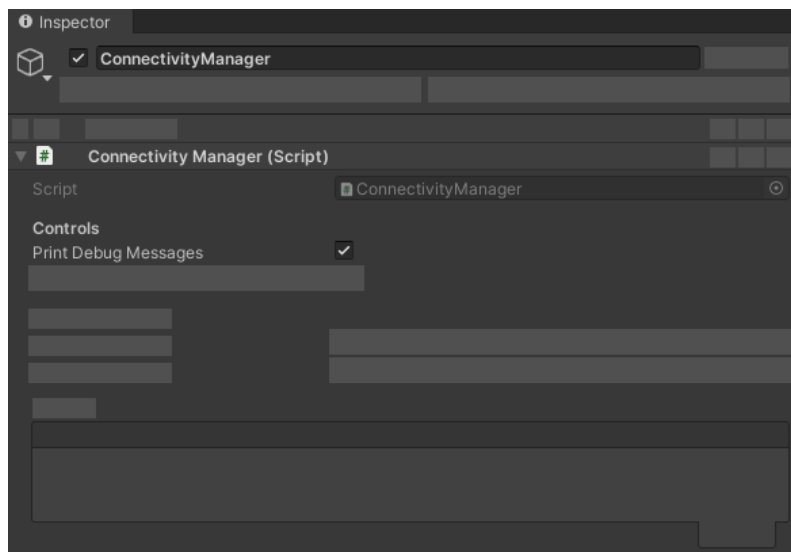 Inspector
ConnectivityManager
Connectivity Manager (Script)
Script ConnectivityManager
Controls
Print Debug Messages